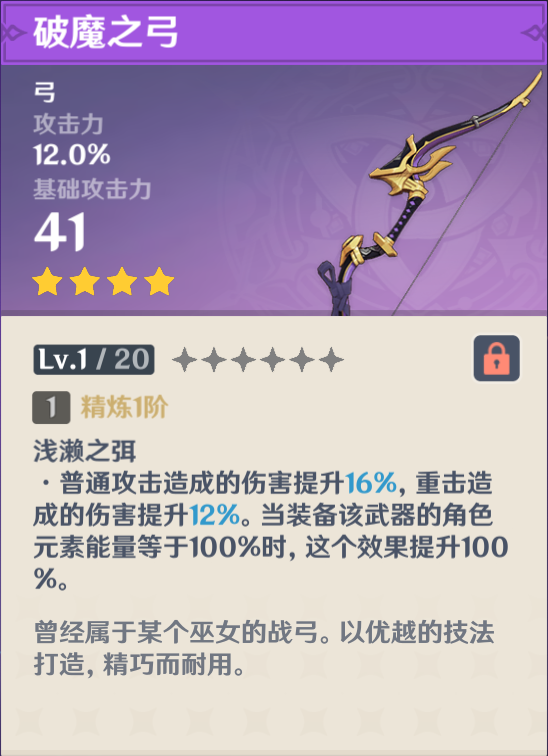 破魔之弓
弓
攻击力
12.0%
基础攻击力
41
Lv.1 / 20
1 精炼1阶
浅濑之弭
·普通攻击造成的伤害提升16%,重击造
成的伤害提升12%。当装备该武器的角色
元素能量等于100%时,这个效果提升100
%。
曾经属于某个巫女的战弓。以优越的技法
打造,精巧而耐用。